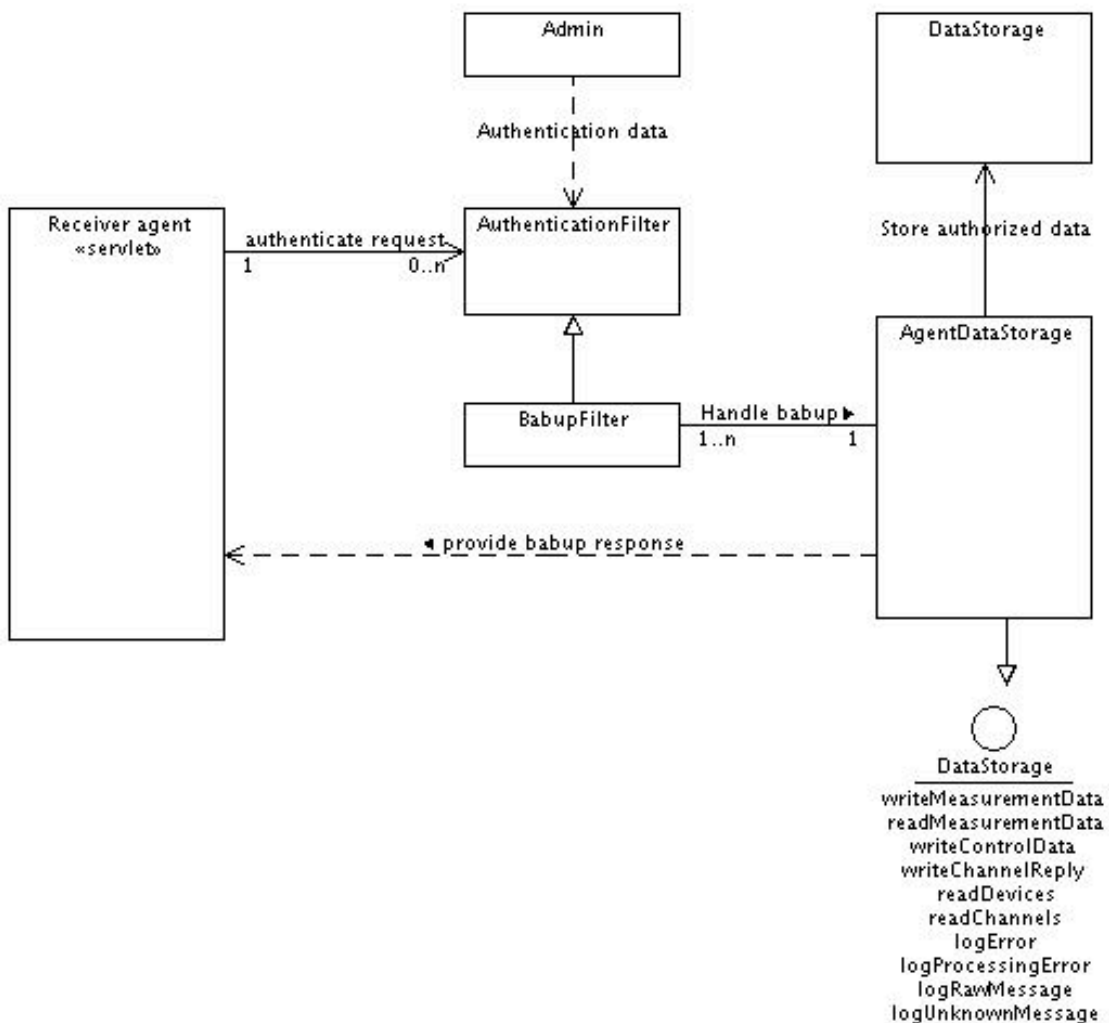 Admin
DataStorage
Authentication data
Receiver agent
«servlet»
authenticate request
1
0..n
AuthenticationFilter
Store authorized data
AgentDataStorage
BabupFilter
Handle babup ▶
1..n
1
◀ provide babup response
DataStorage
writeMeasurementData
readMeasurementData
writeControlData
writeChannelReply
readDevices
readChannels
logError
logProcessingError
logRawMessage
logUnknownMessage